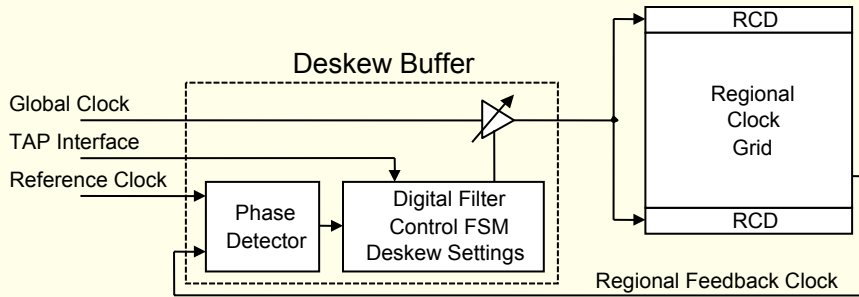 Deskew Buffer
Global Clock
TAP Interface
Reference Clock
Phase
Detector
Digital Filter
Control FSM
Deskew Settings
RCD
Regional
Clock
Grid
RCD
Regional Feedback Clock